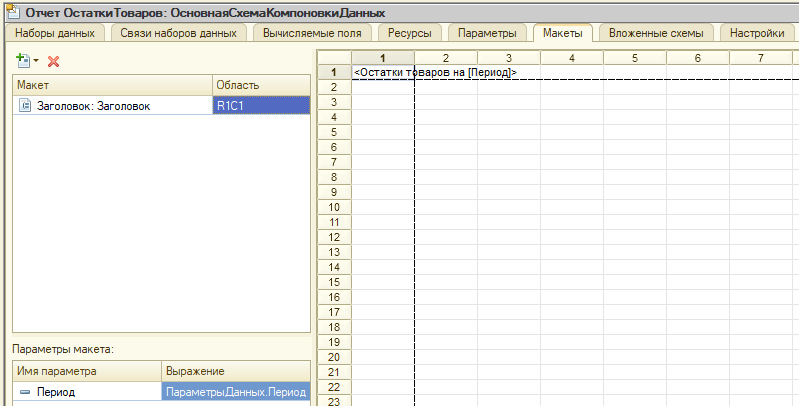 Отчет ОстаткиТоваров: ОсновнаяСхемаКомпоновкиДанных
Наборы данных Связи наборов данных Вычисляемые поля Ресурсы Параметры Макеты Вложенные схемы Настройки
Макет Область
Заголовок: Заголовок R1C1
Параметры макета:
Имя параметра Выражение
Период ПараметрыДанных.Период
1 2 3 4 5 6 7
1 <Остатки товаров на [Период]>
2
3
4
5
6
7
8
9
10
11
12
13
14
15
16
17
18
19
20
21
22
23